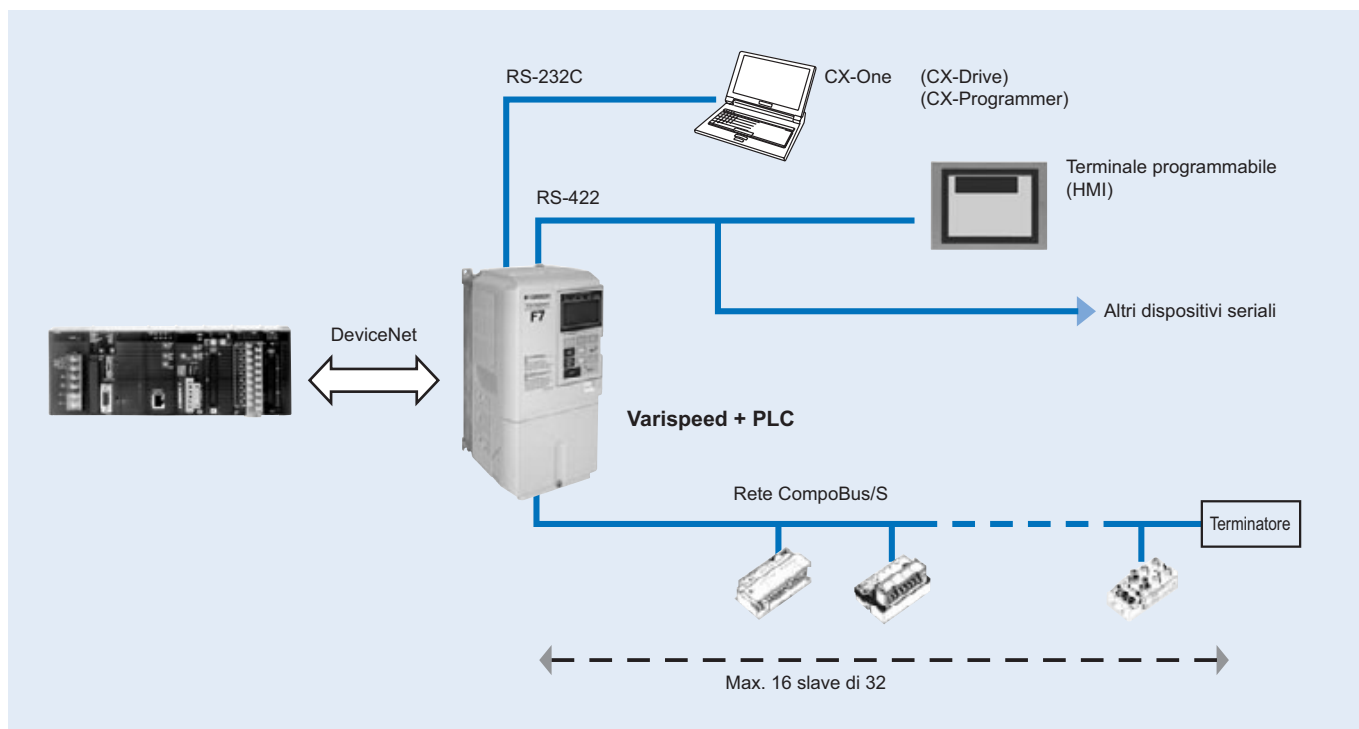 RS-232C
CX-One (CX-Drive)
(CX-Programmer)
Terminale programmabile
(HMI)
RS-422
Altri dispositivi seriali
DeviceNet
F7
Varispeed + PLC
Rete CompoBus/S
Terminatore
Max. 16 slave di 32